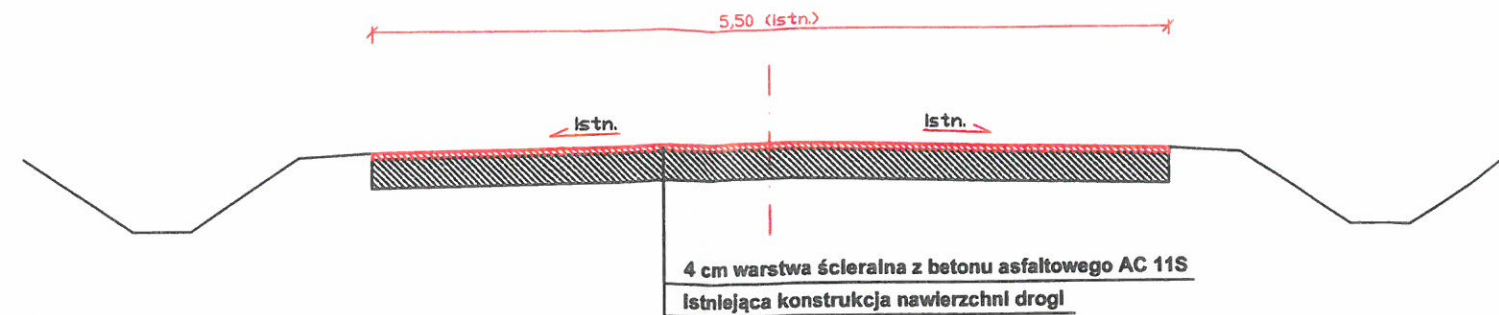 5,50 (istn.)
istn.
istn.
4 cm warstwa ścieralna z betonu asfaltowego AC 11S
istniejąca konstrukcja nawierzchni drogi